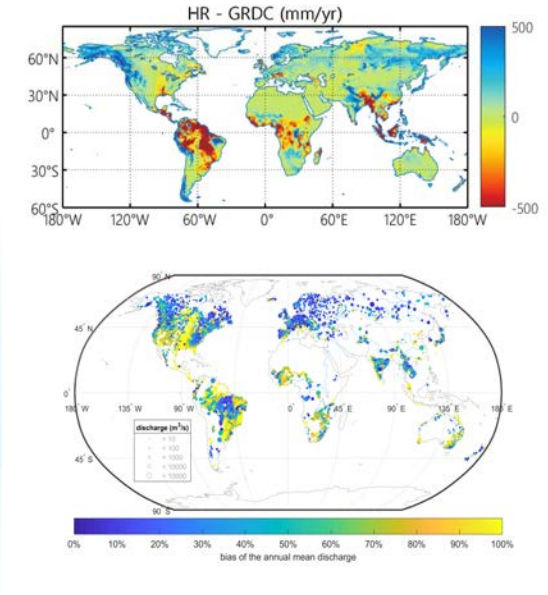 HR - GRDC (mm/yr)
500
60°N
30°N
0°
0
30°S
60°S
-500
180°W 120°W 60°W 0° 60°E 120°E 180°W
90° N
45° N
0°
180° W 135° W 90° W 0° 45° E 90° E 135° E 180° E
discharge (m³/s)
< 10
< 100
< 1000
< 10000
> 10000
45° S
90° S
0% 10% 20% 30% 40% 50% 60% 70% 80% 90% 100%
bias of the annual mean discharge